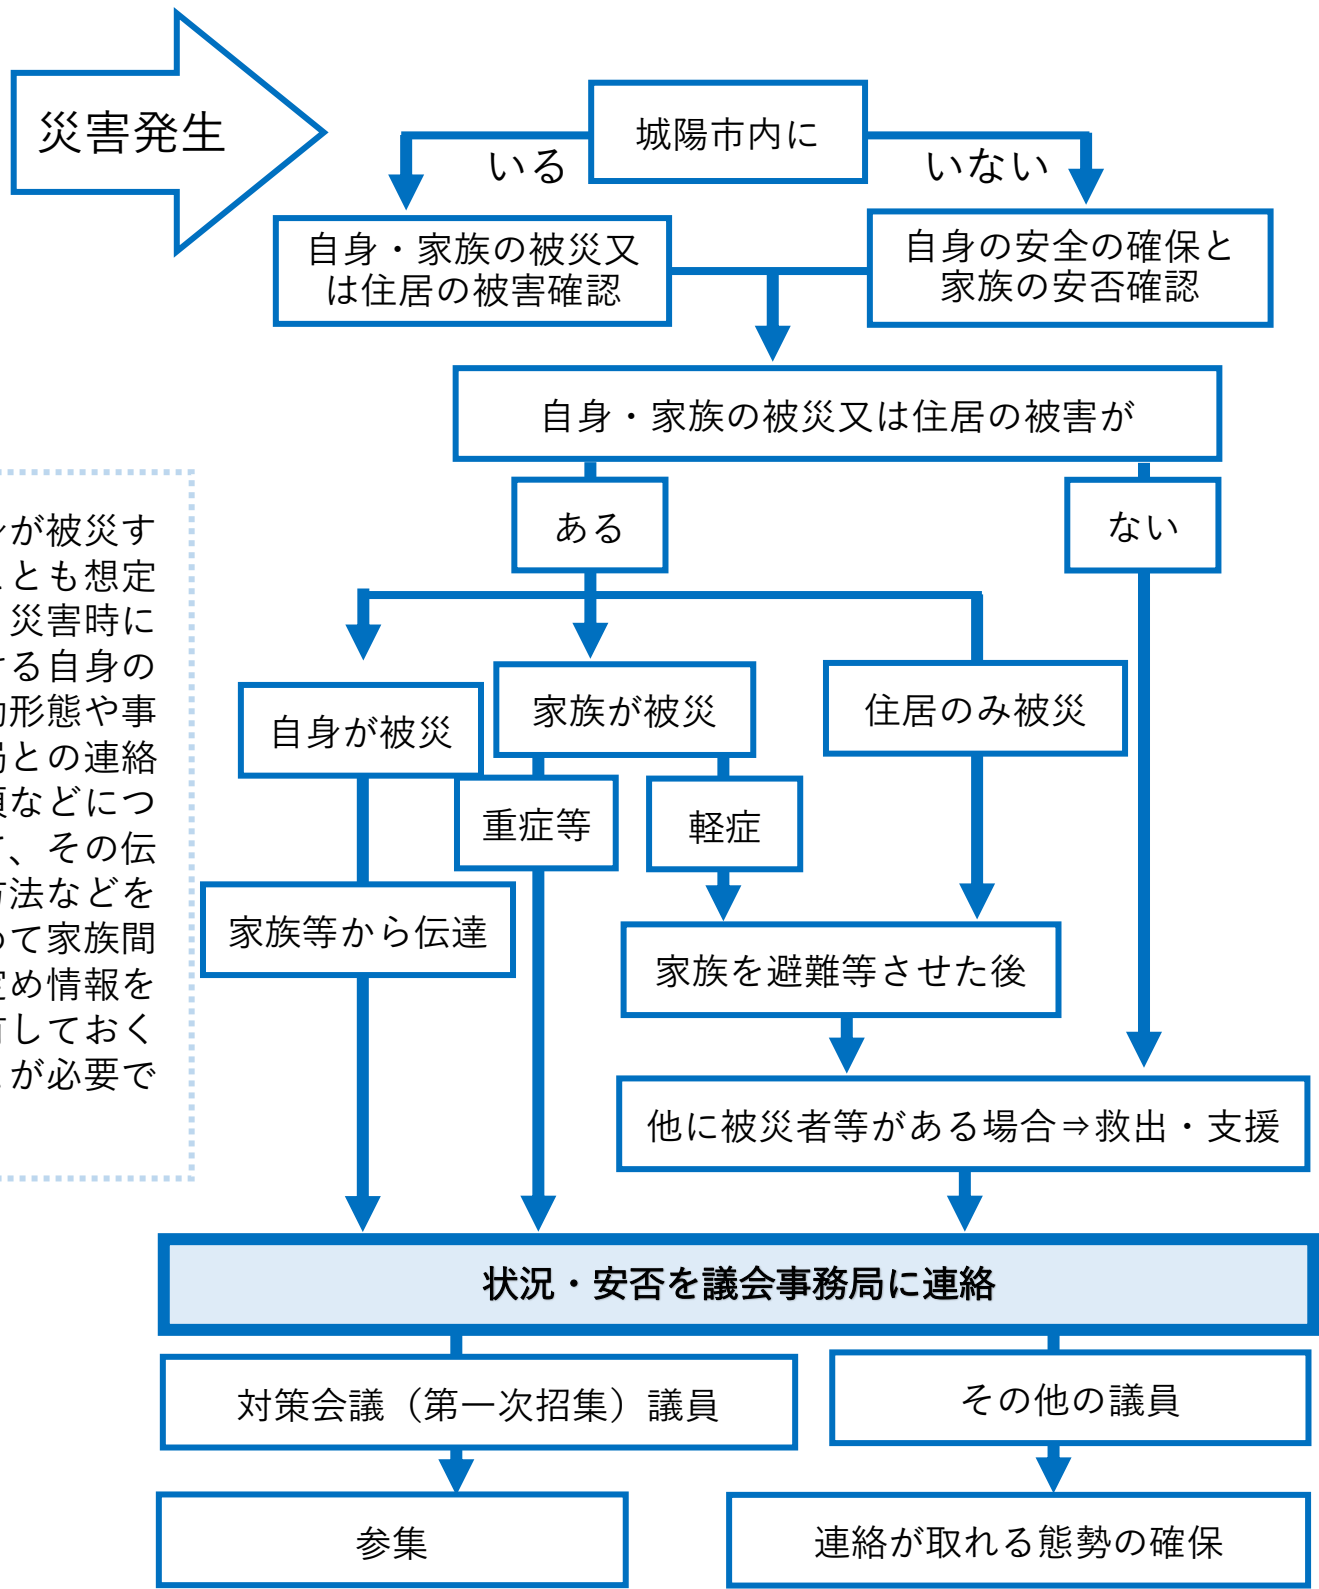 災害発生
城陽市内に
いる
いない
自身・家族の被災又
は住居の被害確認
自身の安全の確保と
家族の安否確認
自身・家族の被災又は住居の被害が
ある
ない
が被災す
とも想定
災害時に
る自身の
形態や事
との連絡
などにつ
、その伝
方法などを
て家族間
め情報を
しておく
が必要で
自身が被災
家族が被災
住居のみ被災
重症等
軽症
家族等から伝達
家族を避難等させた後
他に被災者等がある場合⇒救出・支援
状況・安否を議会事務局に連絡
対策会議（第一次招集）議員
その他の議員
参集
連絡が取れる態勢の確保